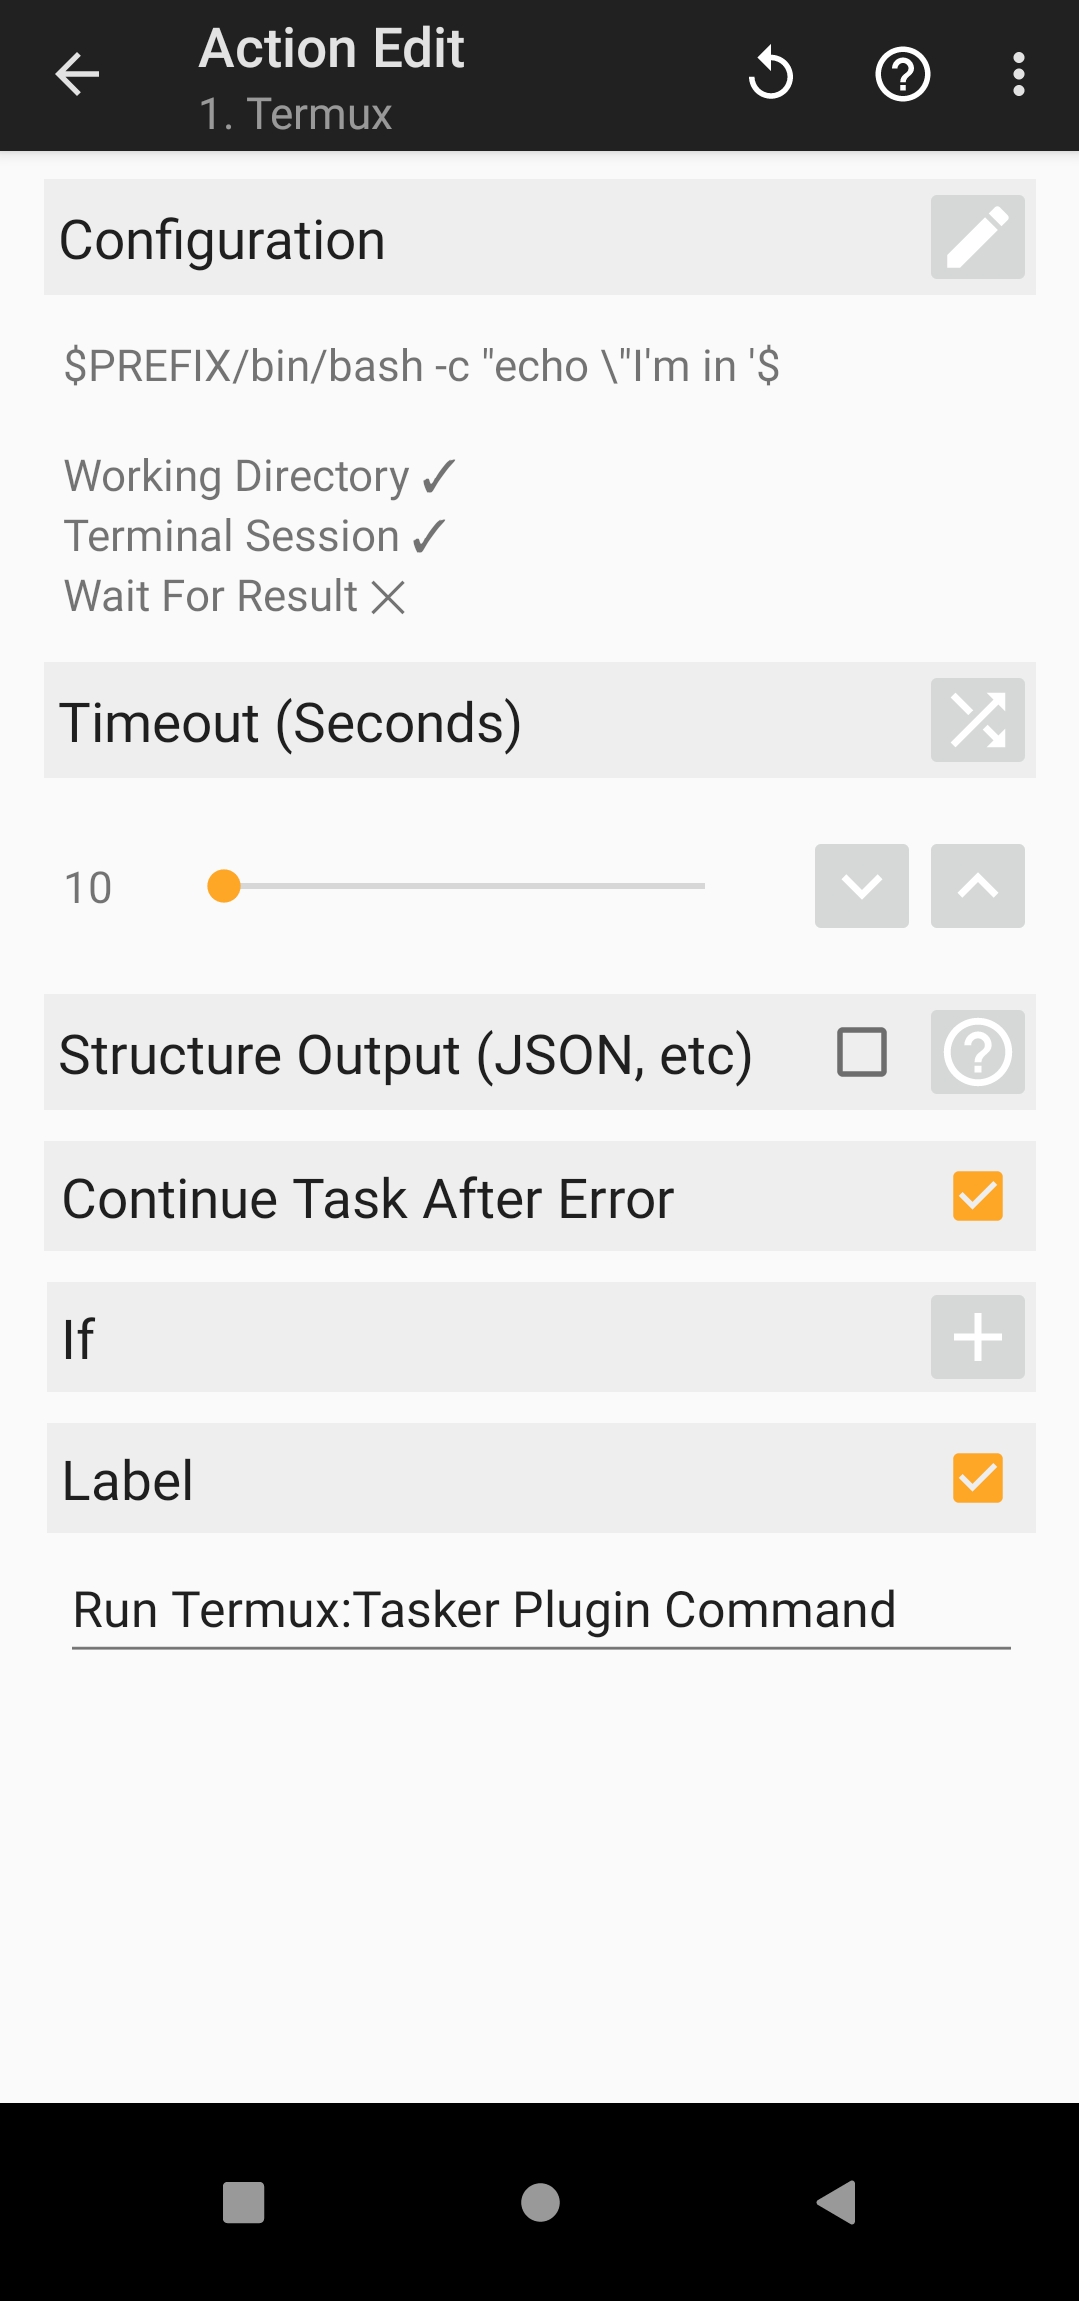 Action Edit
1. Termux
Configuration
$PREFIX/bin/bash -c "echo \"I'm in '$
Working Directory ✓
Terminal Session ✓
Wait For Result ╳
Timeout (Seconds)
10
Structure Output (JSON, etc)
Continue Task After Error
If
Label
Run Termux:Tasker Plugin Command